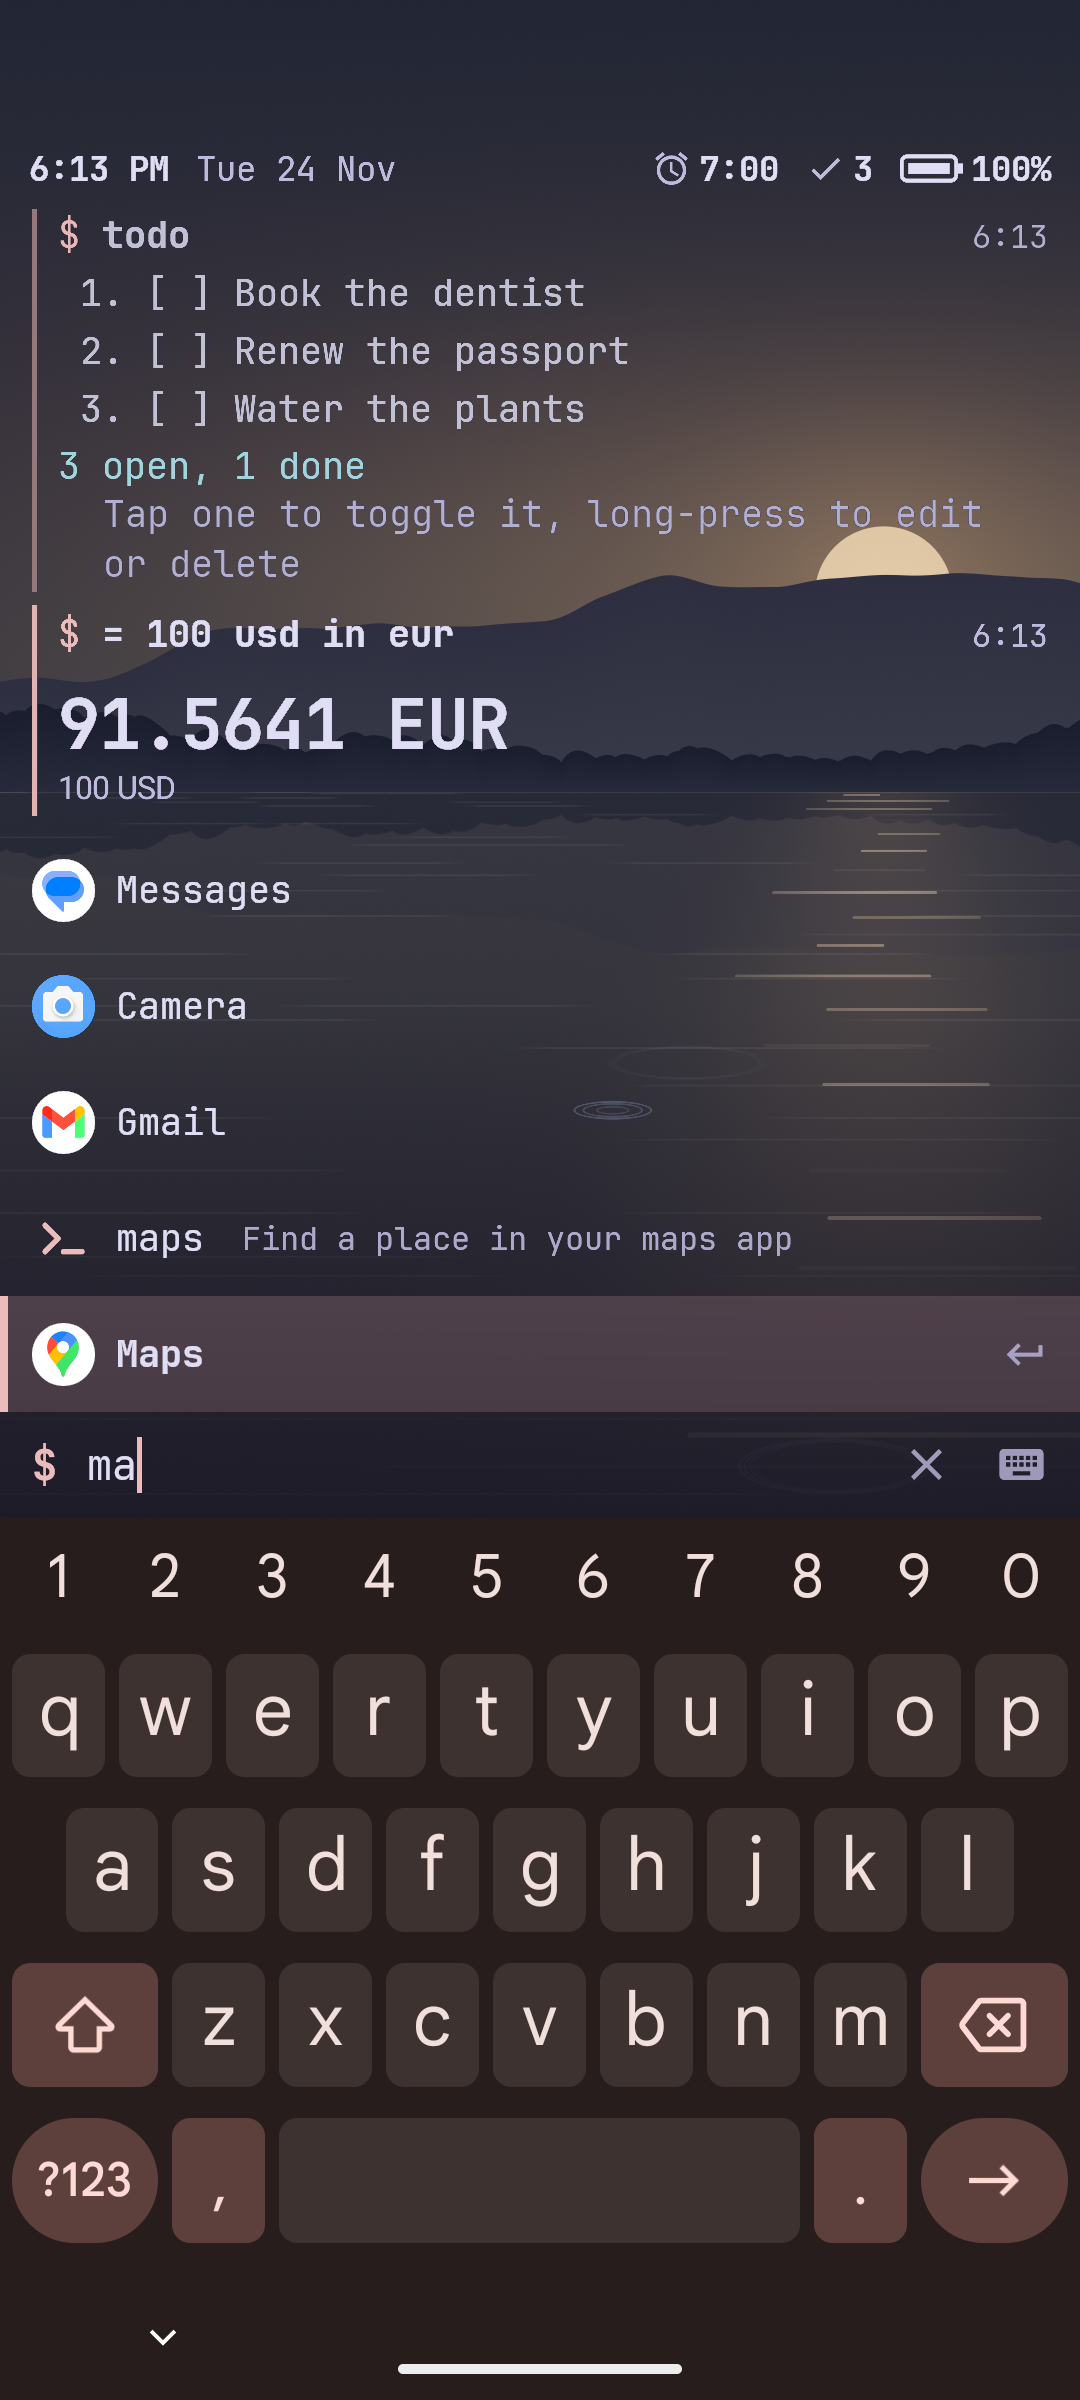 6:13 PM Tue 24 Nov 7:00 3 100%
$ todo 6:13
1. [ ] Book the dentist
2. [ ] Renew the passport
3. [ ] Water the plants
3 open, 1 done
Tap one to toggle it, long-press to edit
or delete
$ = 100 usd in eur 6:13
91.5641 EUR
100 USD
Messages
Camera
Gmail
maps Find a place in your maps app
Maps
$ ma
1 2 3 4 5 6 7 8 9 0
q w e r t y u i o p
a s d f g h j k l
z x c v b n m
?123 , .